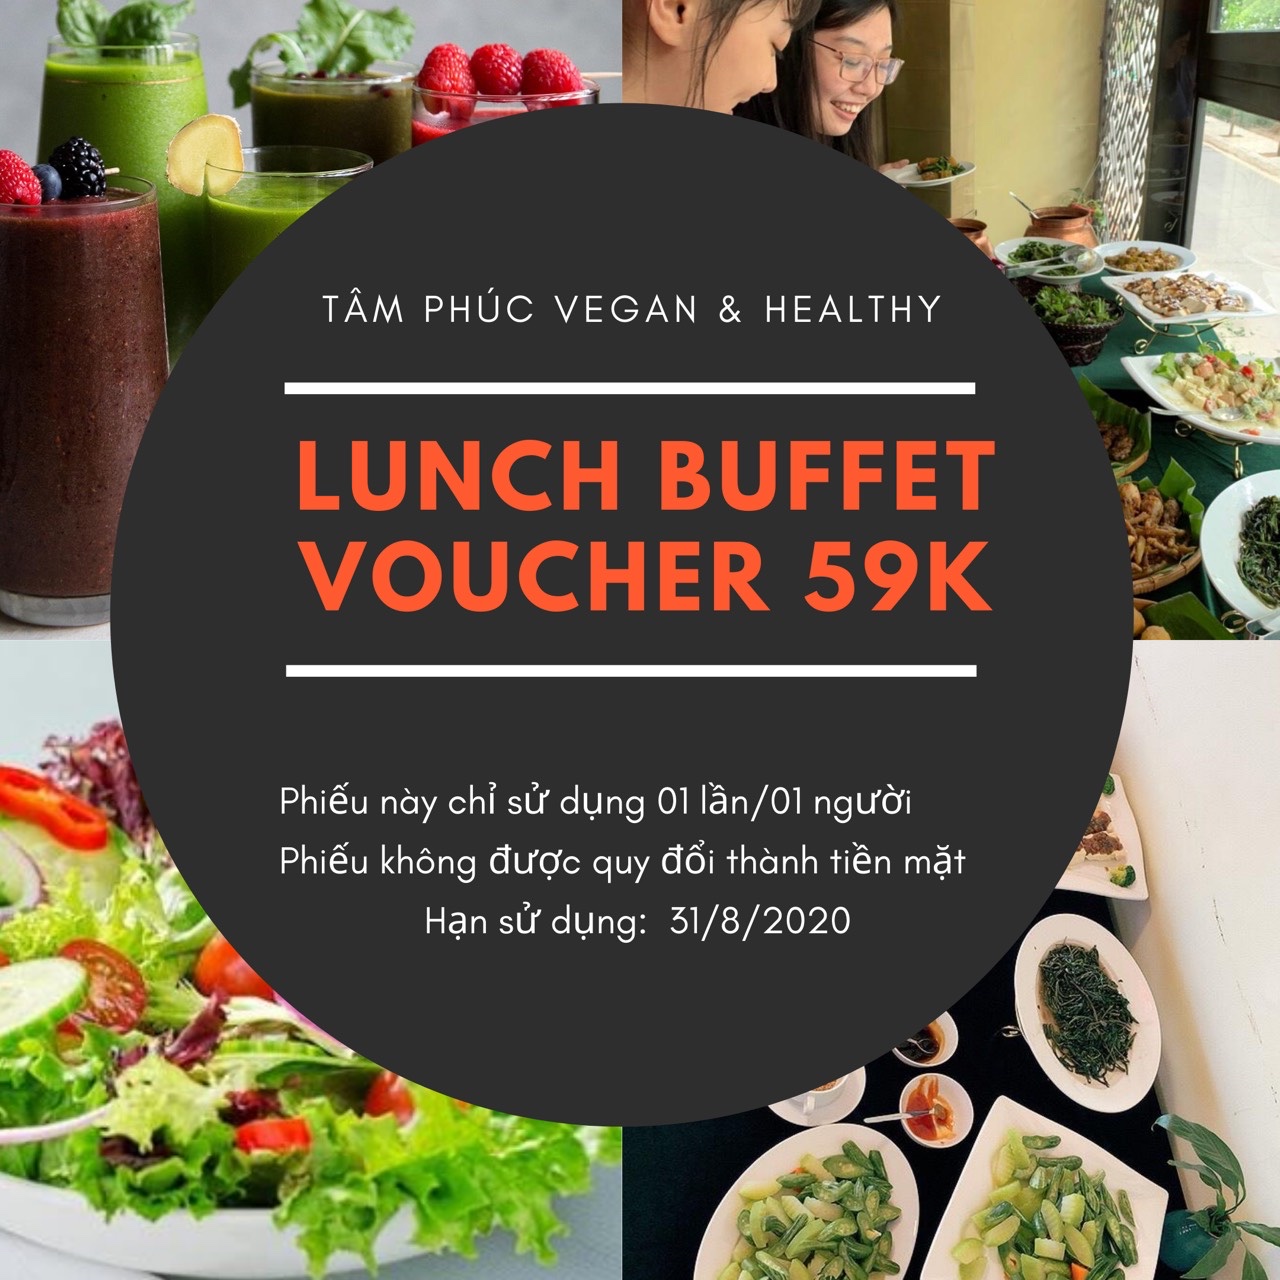 TÂM PHÚC VEGAN & HEALTHY
LUNCH BUFFET
VOUCHER 59K
Phiếu này chỉ sử dụng 01 lần/01 người
Phiếu không được quy đổi thành tiền mặt
Hạn sử dụng: 31/8/2020